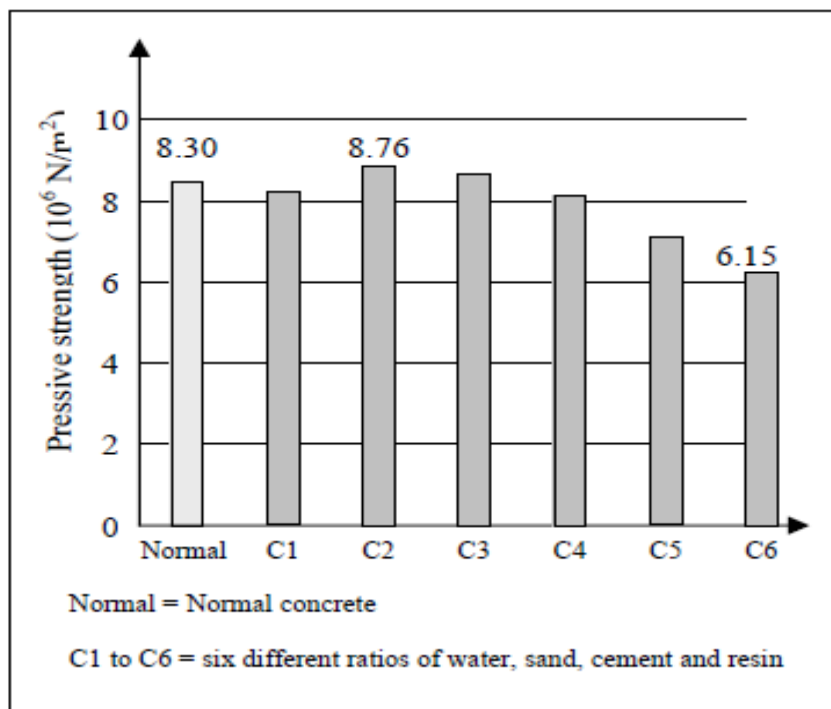 Pressive strength (10⁶ N/m²)
10
8
6
4
2
0
8.30
8.76
6.15
Normal C1 C2 C3 C4 C5 C6
Normal = Normal concrete
C1 to C6 = six different ratios of water, sand, cement and resin